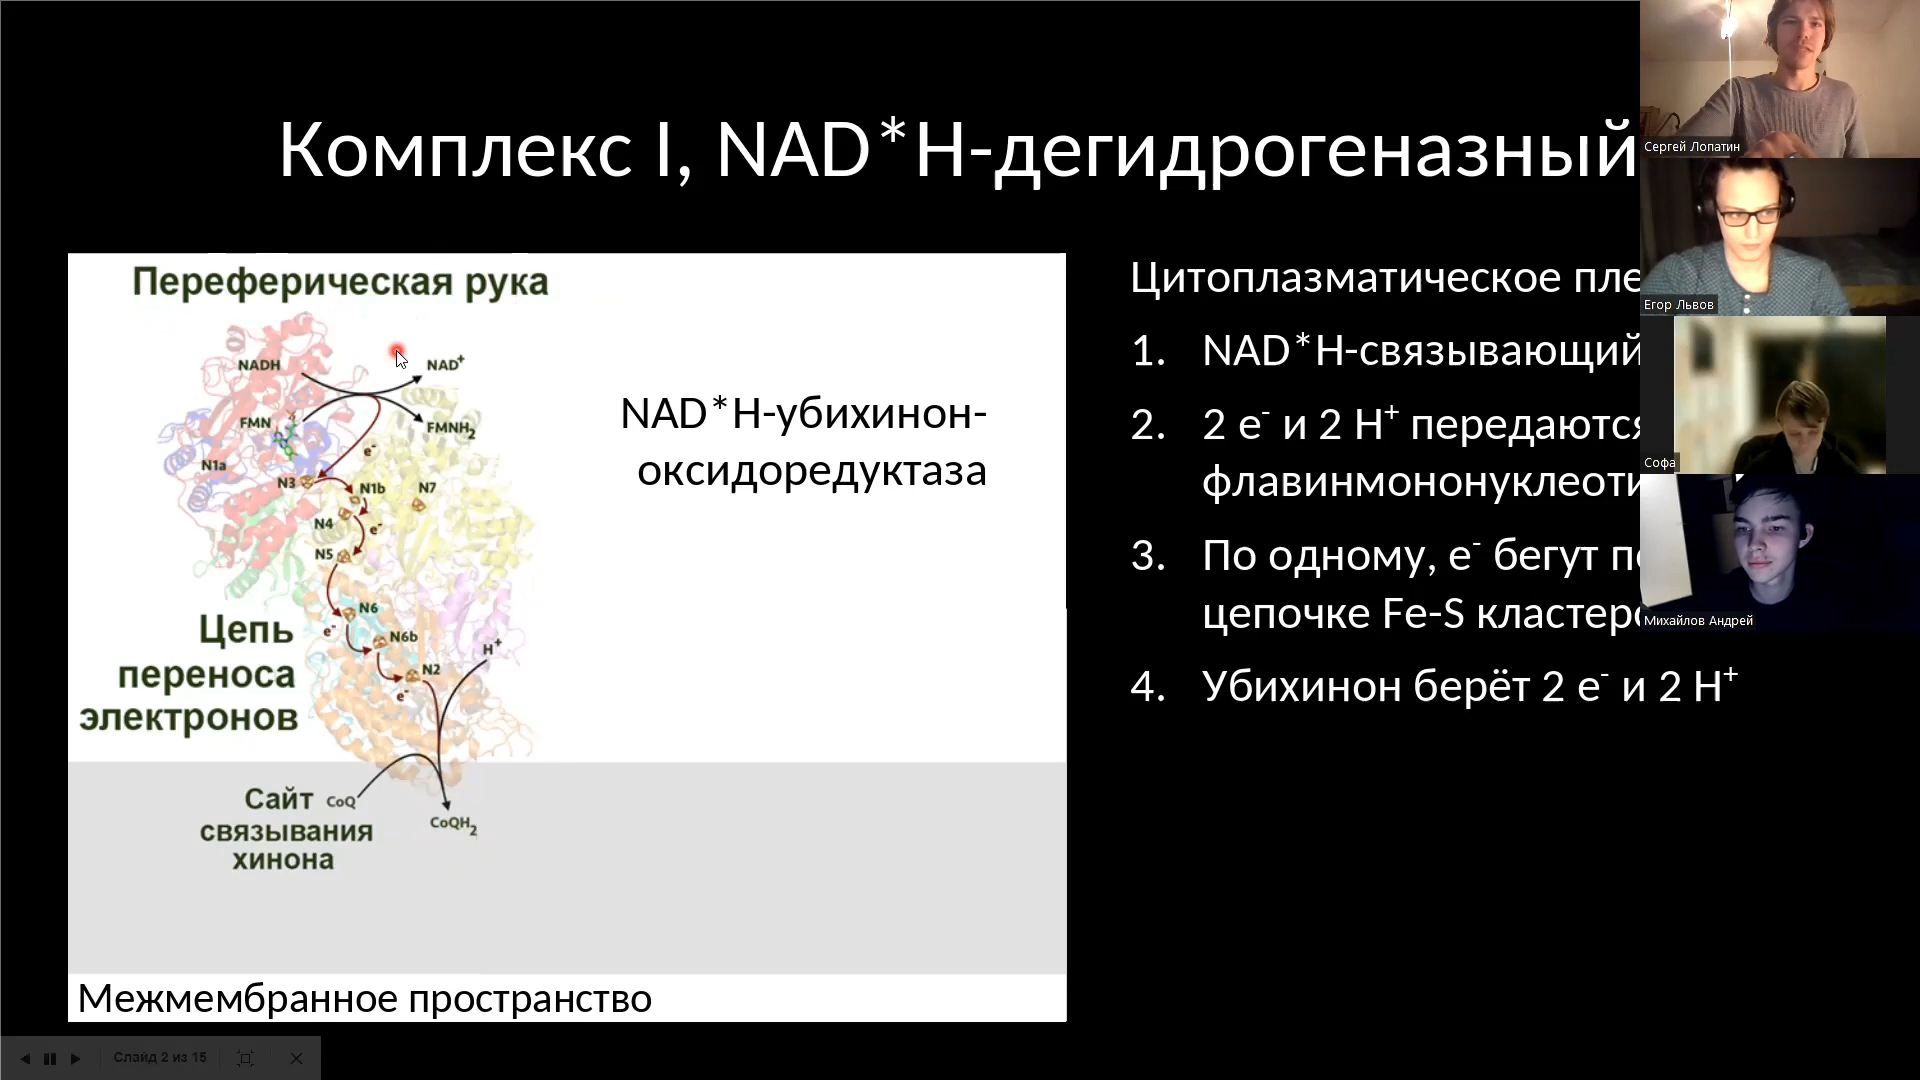 Комплекс I, NAD*H-дегидрогеназный
Переферическая рука
NADH
NAD+
FMN
FMNH2
e-
N1a
N3
N1b
N7
N4
e-
N5
N6
e-
N6b
H+
N2
e-
Цепь
переноса
электронов
Сайт CoQ
связывания
хинона
CoQH2
NAD*H-убихинон-
оксидоредуктаза
Межмембранное пространство
Цитоплазматическое пле
1. NAD*H-связывающий
2. 2 e- и 2 H+ передаются
флавинмононуклеоти
3. По одному, e- бегут по
цепочке Fe-S кластеро
4. Убихинон берёт 2 e- и 2 H+
Сергей Лопатин
Егор Львов
Софа
Михайлов Андрей
Слайд 2 из 15